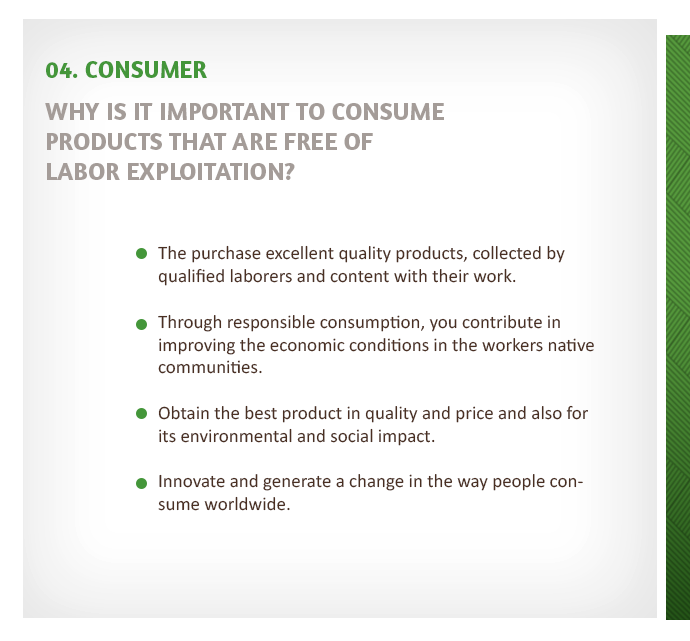 04. CONSUMER
WHY IS IT IMPORTANT TO CONSUME
PRODUCTS THAT ARE FREE OF
LABOR EXPLOITATION?
The purchase excellent quality products, collected by
qualified laborers and content with their work.
Through responsible consumption, you contribute in
improving the economic conditions in the workers native
communities.
Obtain the best product in quality and price and also for
its environmental and social impact.
Innovate and generate a change in the way people con-
sume worldwide.